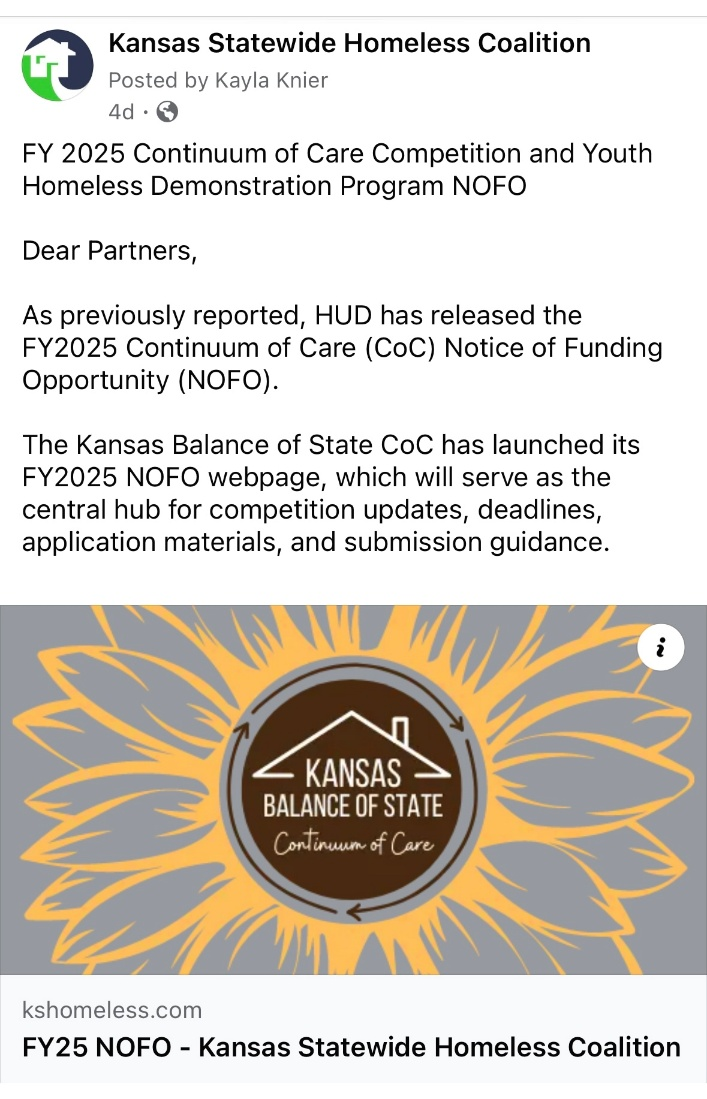 Kansas Statewide Homeless Coalition
Posted by Kayla Knier
4d ·
FY 2025 Continuum of Care Competition and Youth
Homeless Demonstration Program NOFO
Dear Partners,
As previously reported, HUD has released the
FY2025 Continuum of Care (CoC) Notice of Funding
Opportunity (NOFO).
The Kansas Balance of State CoC has launched its
FY2025 NOFO webpage, which will serve as the
central hub for competition updates, deadlines,
application materials, and submission guidance.
i
KANSAS
BALANCE OF STATE
Continuum of Care
kshomeless.com
FY25 NOFO - Kansas Statewide Homeless Coalition